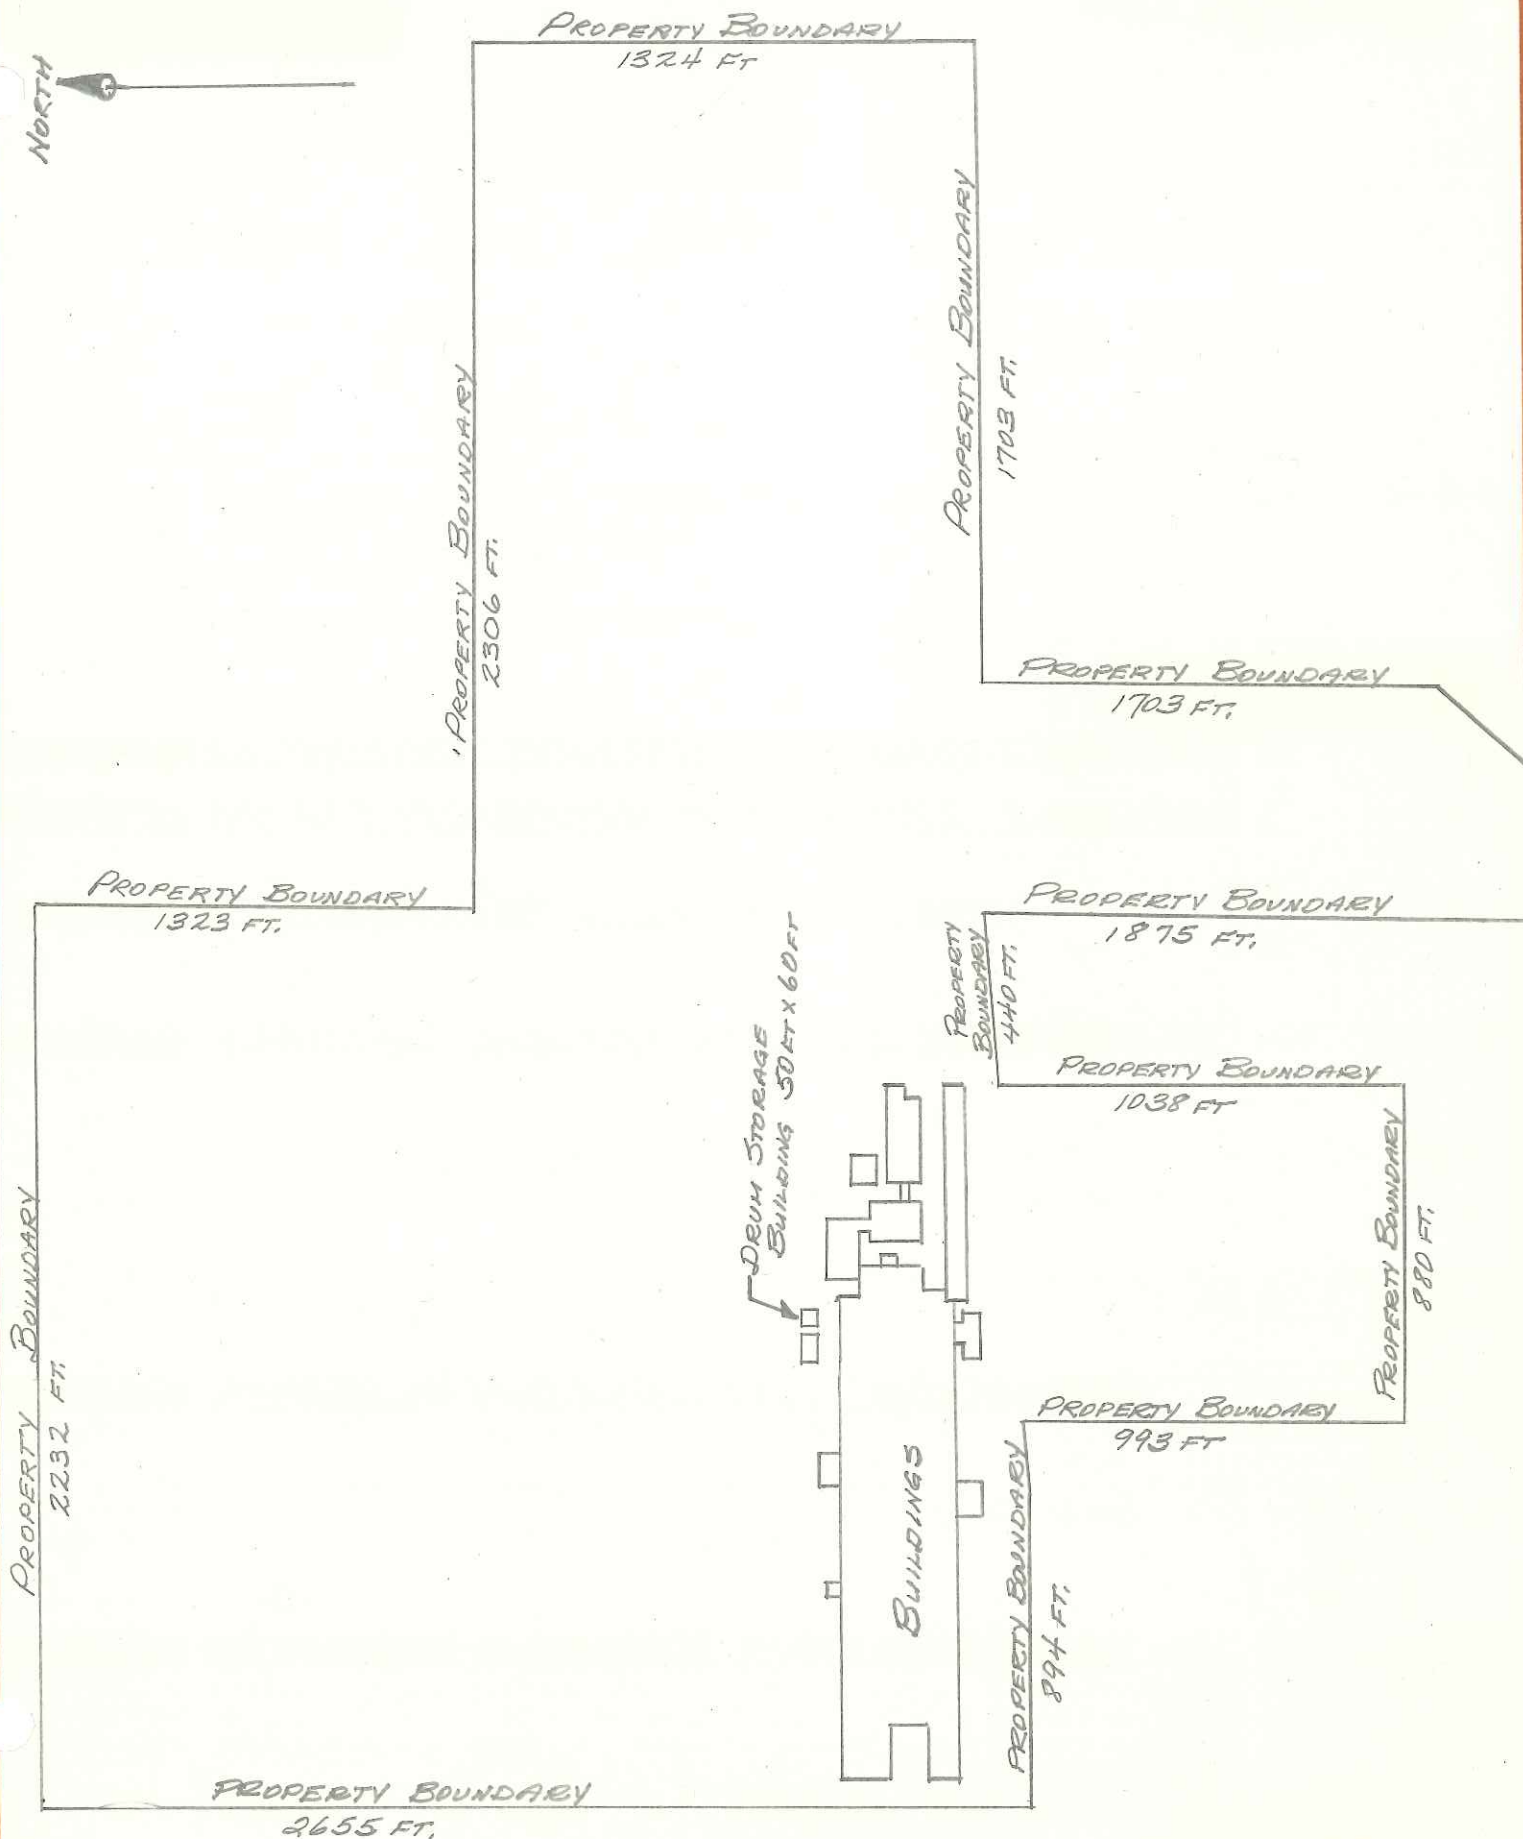 PROPERTY BOUNDARY
1324 FT
NORTH
PROPERTY BOUNDARY
1703 FT.
PROPERTY BOUNDARY
2306 FT.
PROPERTY BOUNDARY
1703 FT.
PROPERTY BOUNDARY
1323 FT.
PROPERTY BOUNDARY
1875 FT.
PROPERTY
BOUNDARY
440 FT.
DRUM STORAGE
BUILDING 50 FT X 60 FT
PROPERTY BOUNDARY
1038 FT
PROPERTY BOUNDARY
880 FT.
PROPERTY BOUNDARY
2232 FT.
PROPERTY BOUNDARY
993 FT
BUILDINGS
PROPERTY BOUNDARY
894 FT.
PROPERTY BOUNDARY
2655 FT.